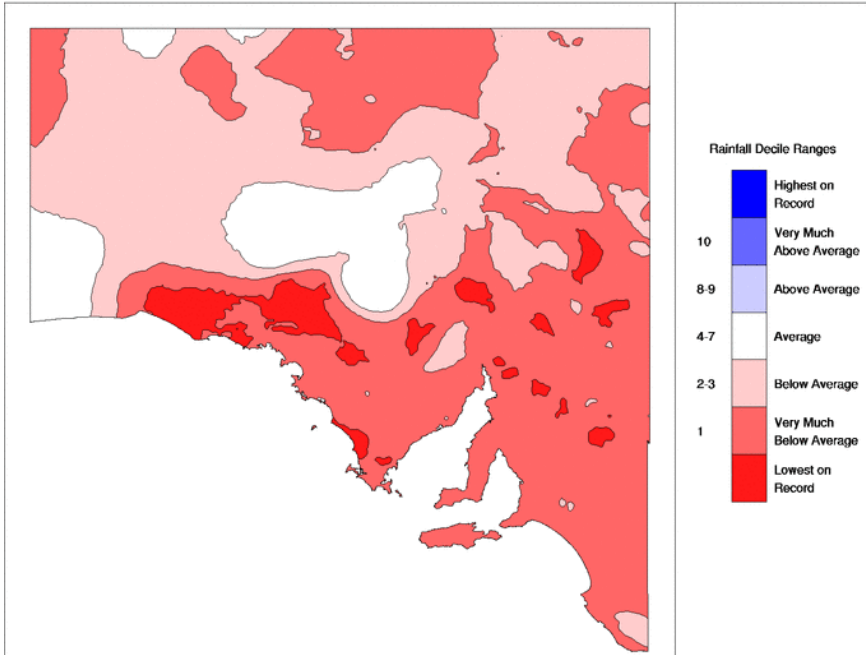 Rainfall Decile Ranges
Highest on
Record
10
Very Much
Above Average
8-9
Above Average
4-7
Average
2-3
Below Average
1
Very Much
Below Average
Lowest on
Record